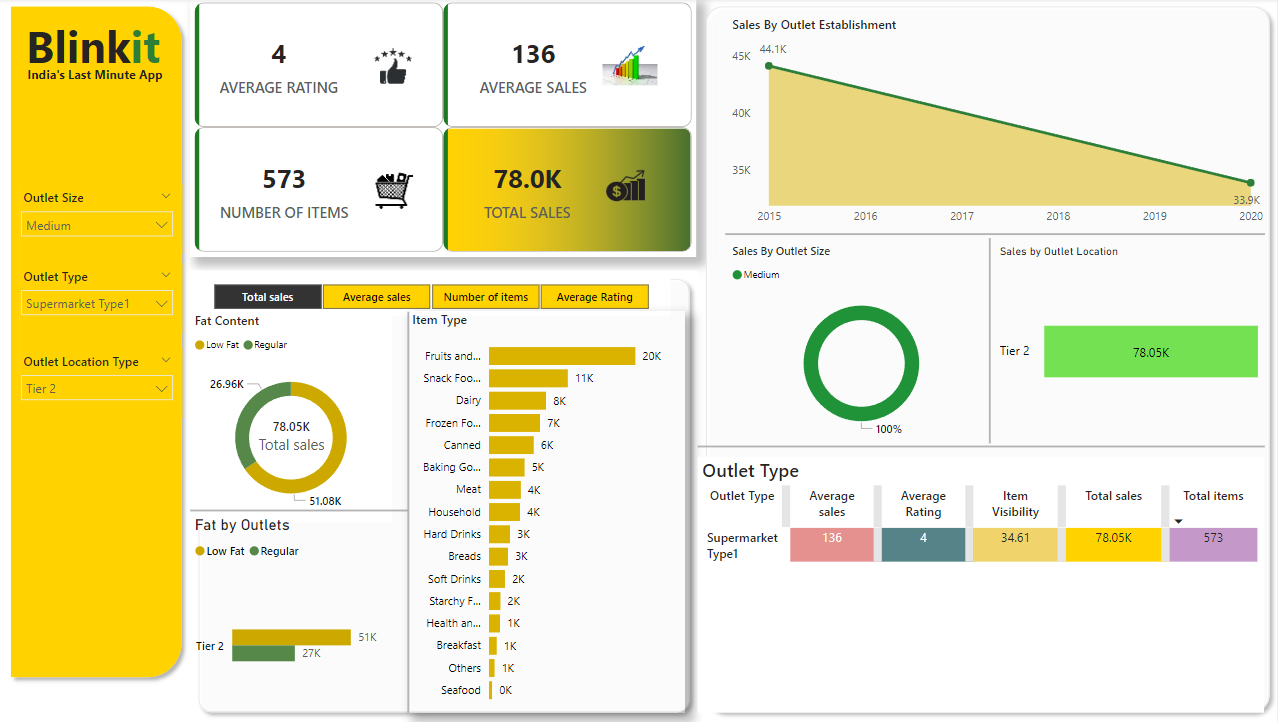 Blinkit
India's Last Minute App
Outlet Size
Medium
Outlet Type
Supermarket Type1
Outlet Location Type
Tier 2
4
AVERAGE RATING
136
AVERAGE SALES
573
NUMBER OF ITEMS
78.0K
TOTAL SALES
Total sales
Average sales
Number of items
Average Rating
Fat Content
Low Fat
Regular
26.96K
78.05K
Total sales
51.08K
Fat by Outlets
Low Fat
Regular
Tier 2
51K
27K
Item Type
Fruits and... 20K
Snack Foo... 11K
Dairy 8K
Frozen Fo... 7K
Canned 6K
Baking Go... 5K
Meat 4K
Household 4K
Hard Drinks 3K
Breads 3K
Soft Drinks 2K
Starchy F... 2K
Health an... 1K
Breakfast 1K
Others 1K
Seafood 0K
Sales By Outlet Establishment
45K
40K
35K
44.1K
33.9K
2015 2016 2017 2018 2019 2020
Sales By Outlet Size
Medium
100%
Sales by Outlet Location
Tier 2
78.05K
Outlet Type
Outlet Type
Average
sales
Average
Rating
Item
Visibility
Total sales
Total items
Supermarket
Type1
136
4
34.61
78.05K
573